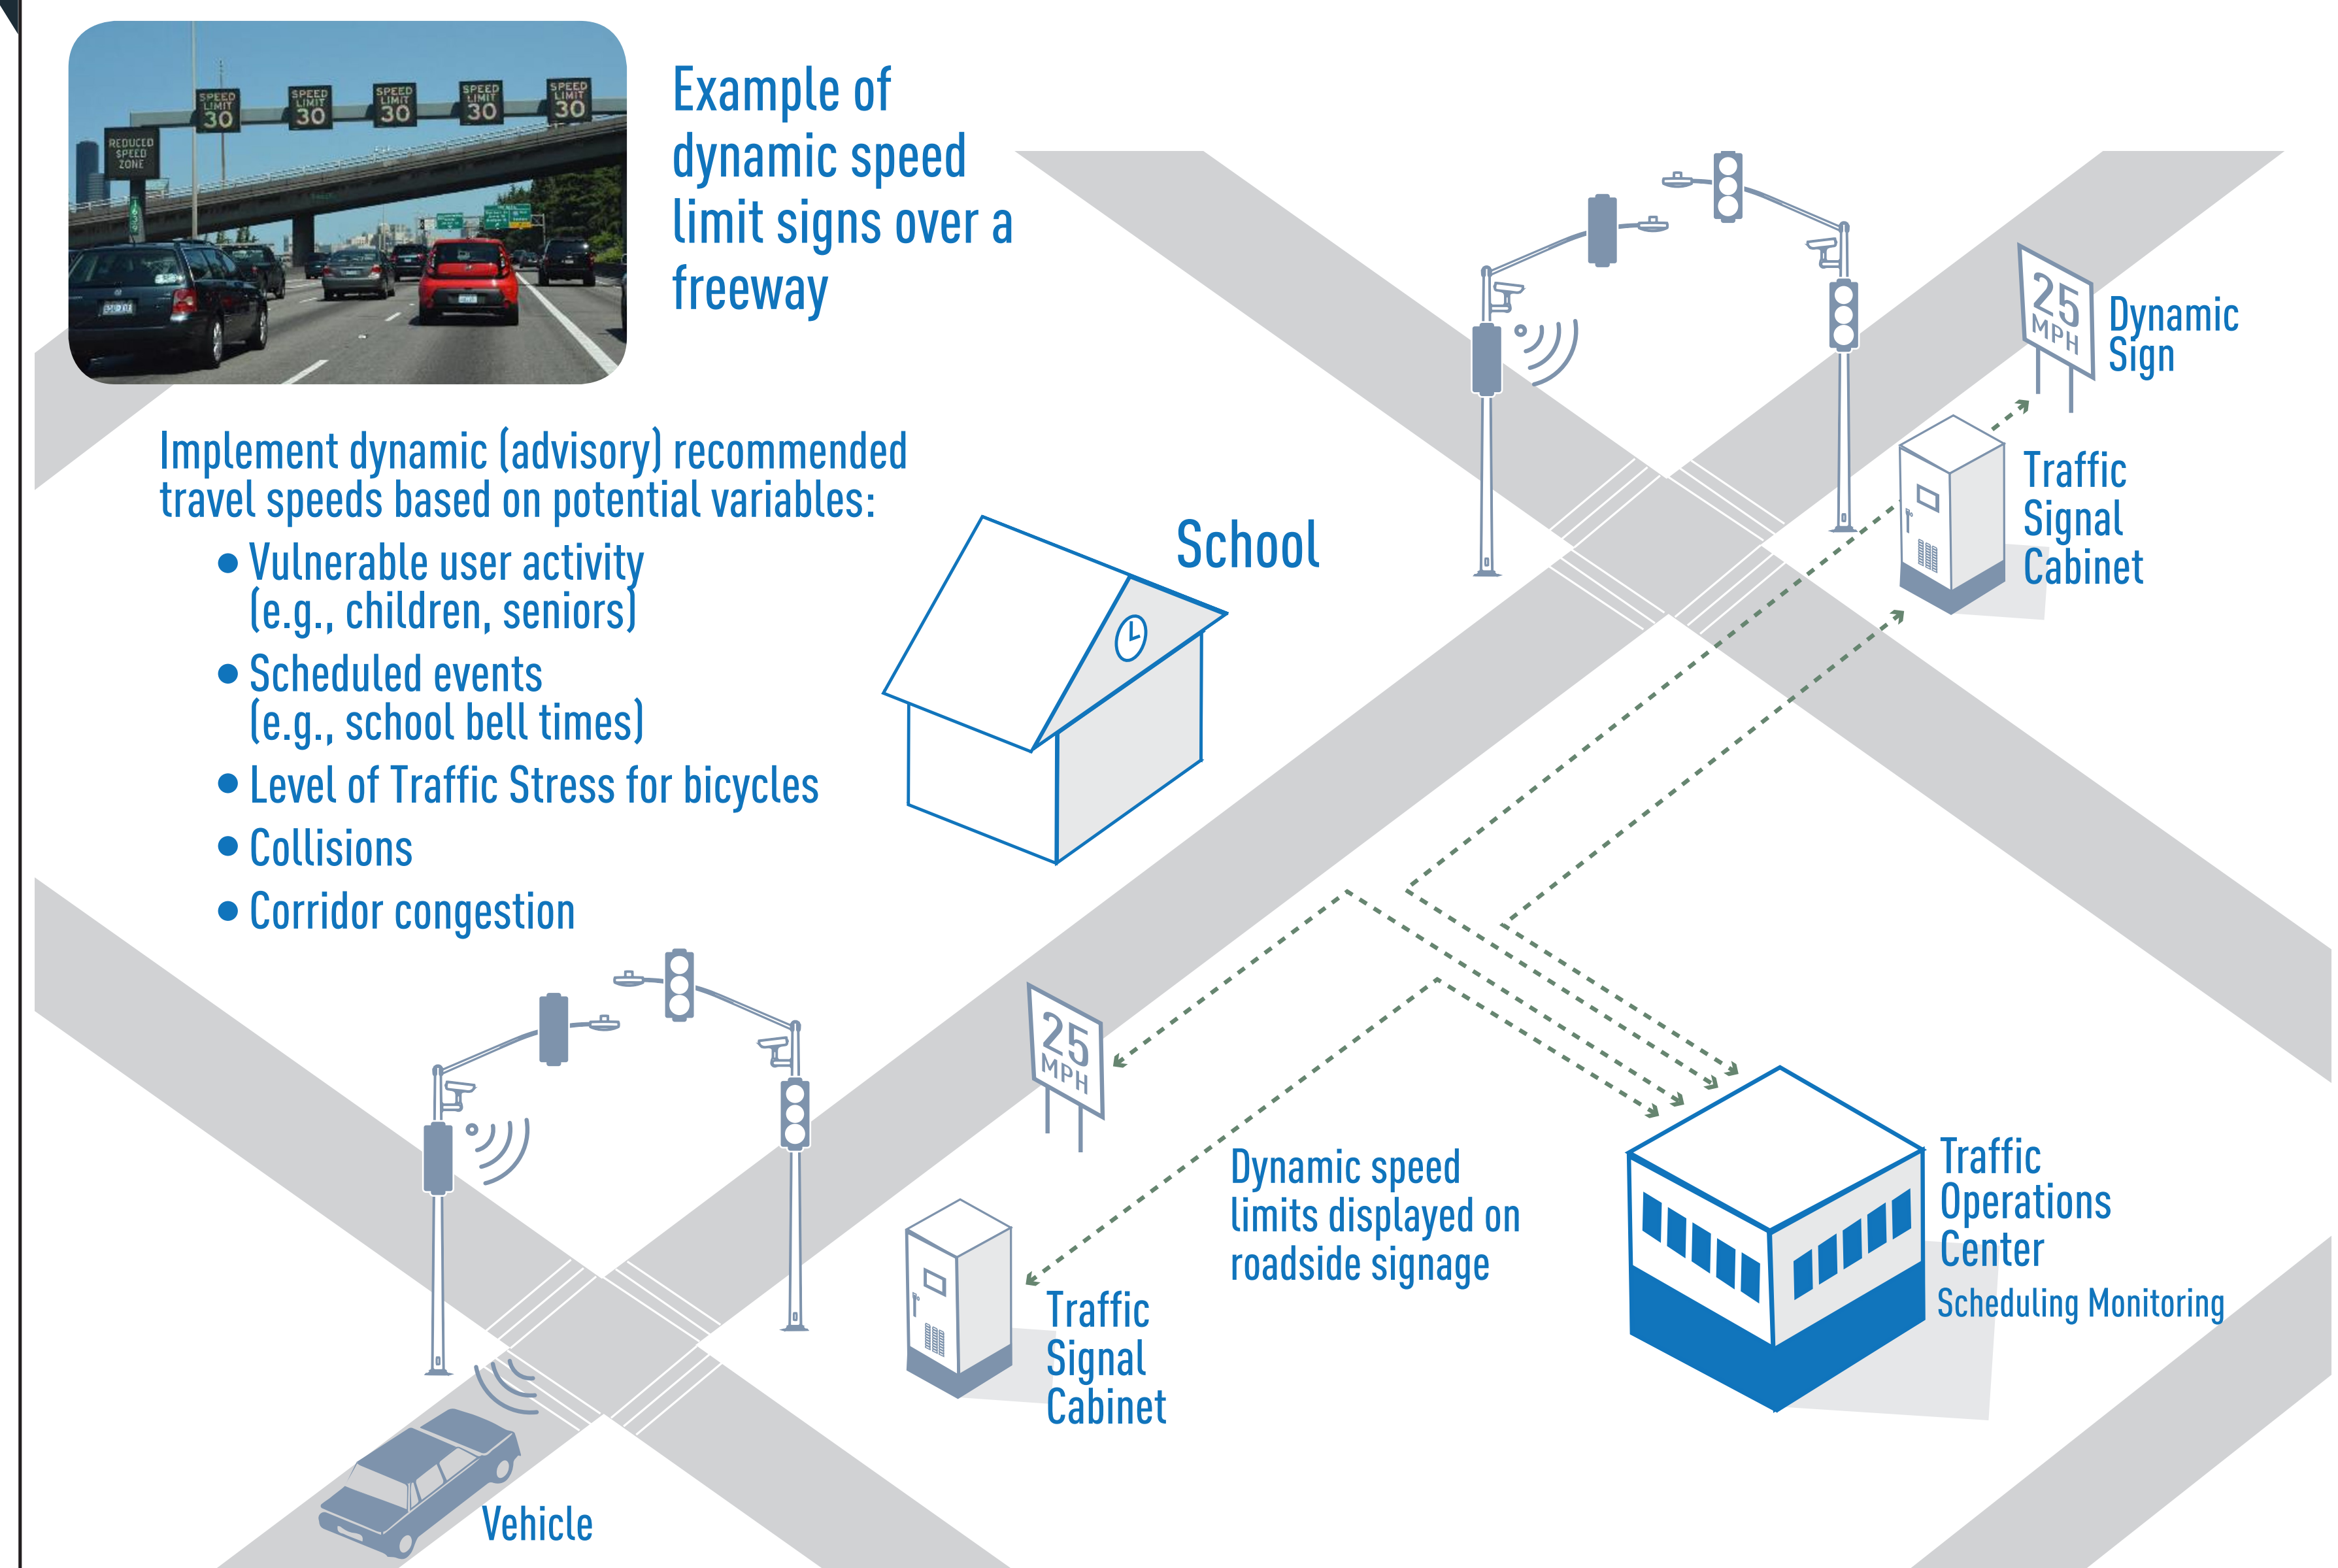 SPEED
LIMIT
30
SPEED
LIMIT
30
SPEED
LIMIT
30
SPEED
LIMIT
30
SPEED
LIMIT
30
REDUCED
SPEED
ZONE
Example of
dynamic speed
limit signs over a
freeway
Implement dynamic (advisory) recommended
travel speeds based on potential variables:
• Vulnerable user activity
(e.g., children, seniors)
• Scheduled events
(e.g., school bell times)
• Level of Traffic Stress for bicycles
• Collisions
• Corridor congestion
School
25
MPH
Dynamic
Sign
Traffic
Signal
Cabinet
25
MPH
Dynamic speed
limits displayed on
roadside signage
Traffic
Signal
Cabinet
Traffic
Operations
Center
Scheduling Monitoring
Vehicle